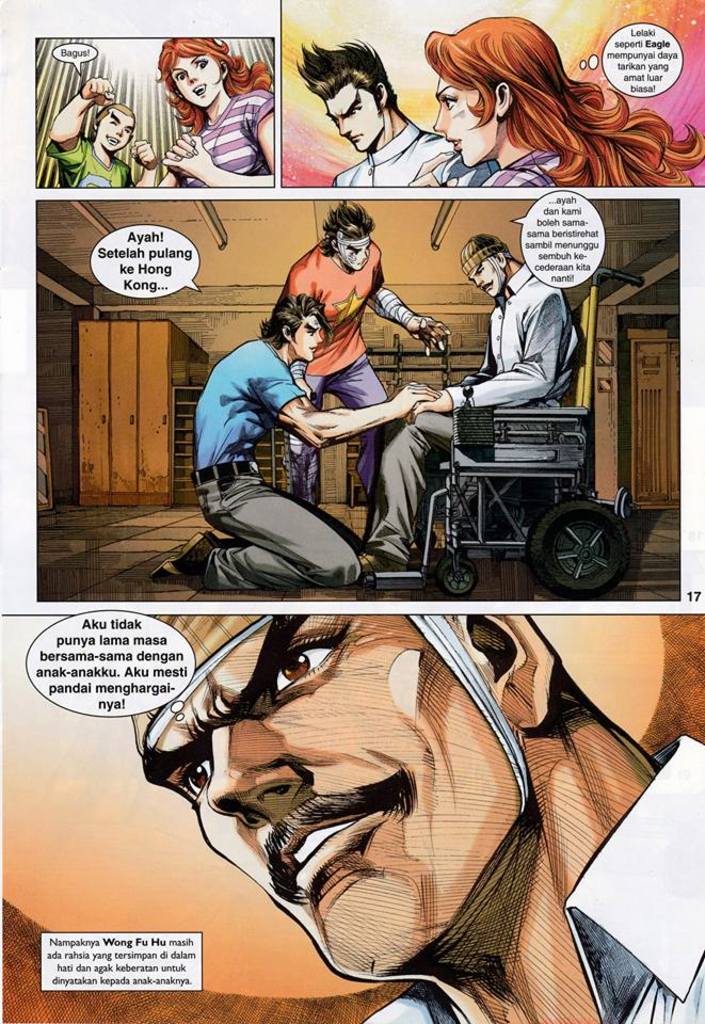 Bagus!
Lelaki
seperti Eagle
mempunyai daya
tarikan yang
amat luar
biasa!
Ayah!
Setelah pulang
ke Hong
Kong...
...ayah
dan kami
boleh sama-
sama beristirehat
sambil menunggu
sembuh ke-
cederaan kita
nanti!
17
Aku tidak
punya lama masa
bersama-sama dengan
anak-anakku. Aku mesti
pandai menghargai-
nya!
Nampaknya Wong Fu Hu masih
ada rahsia yang tersimpan di dalam
hati dan agak keberatan untuk
dinyatakan kepada anak-anaknya.